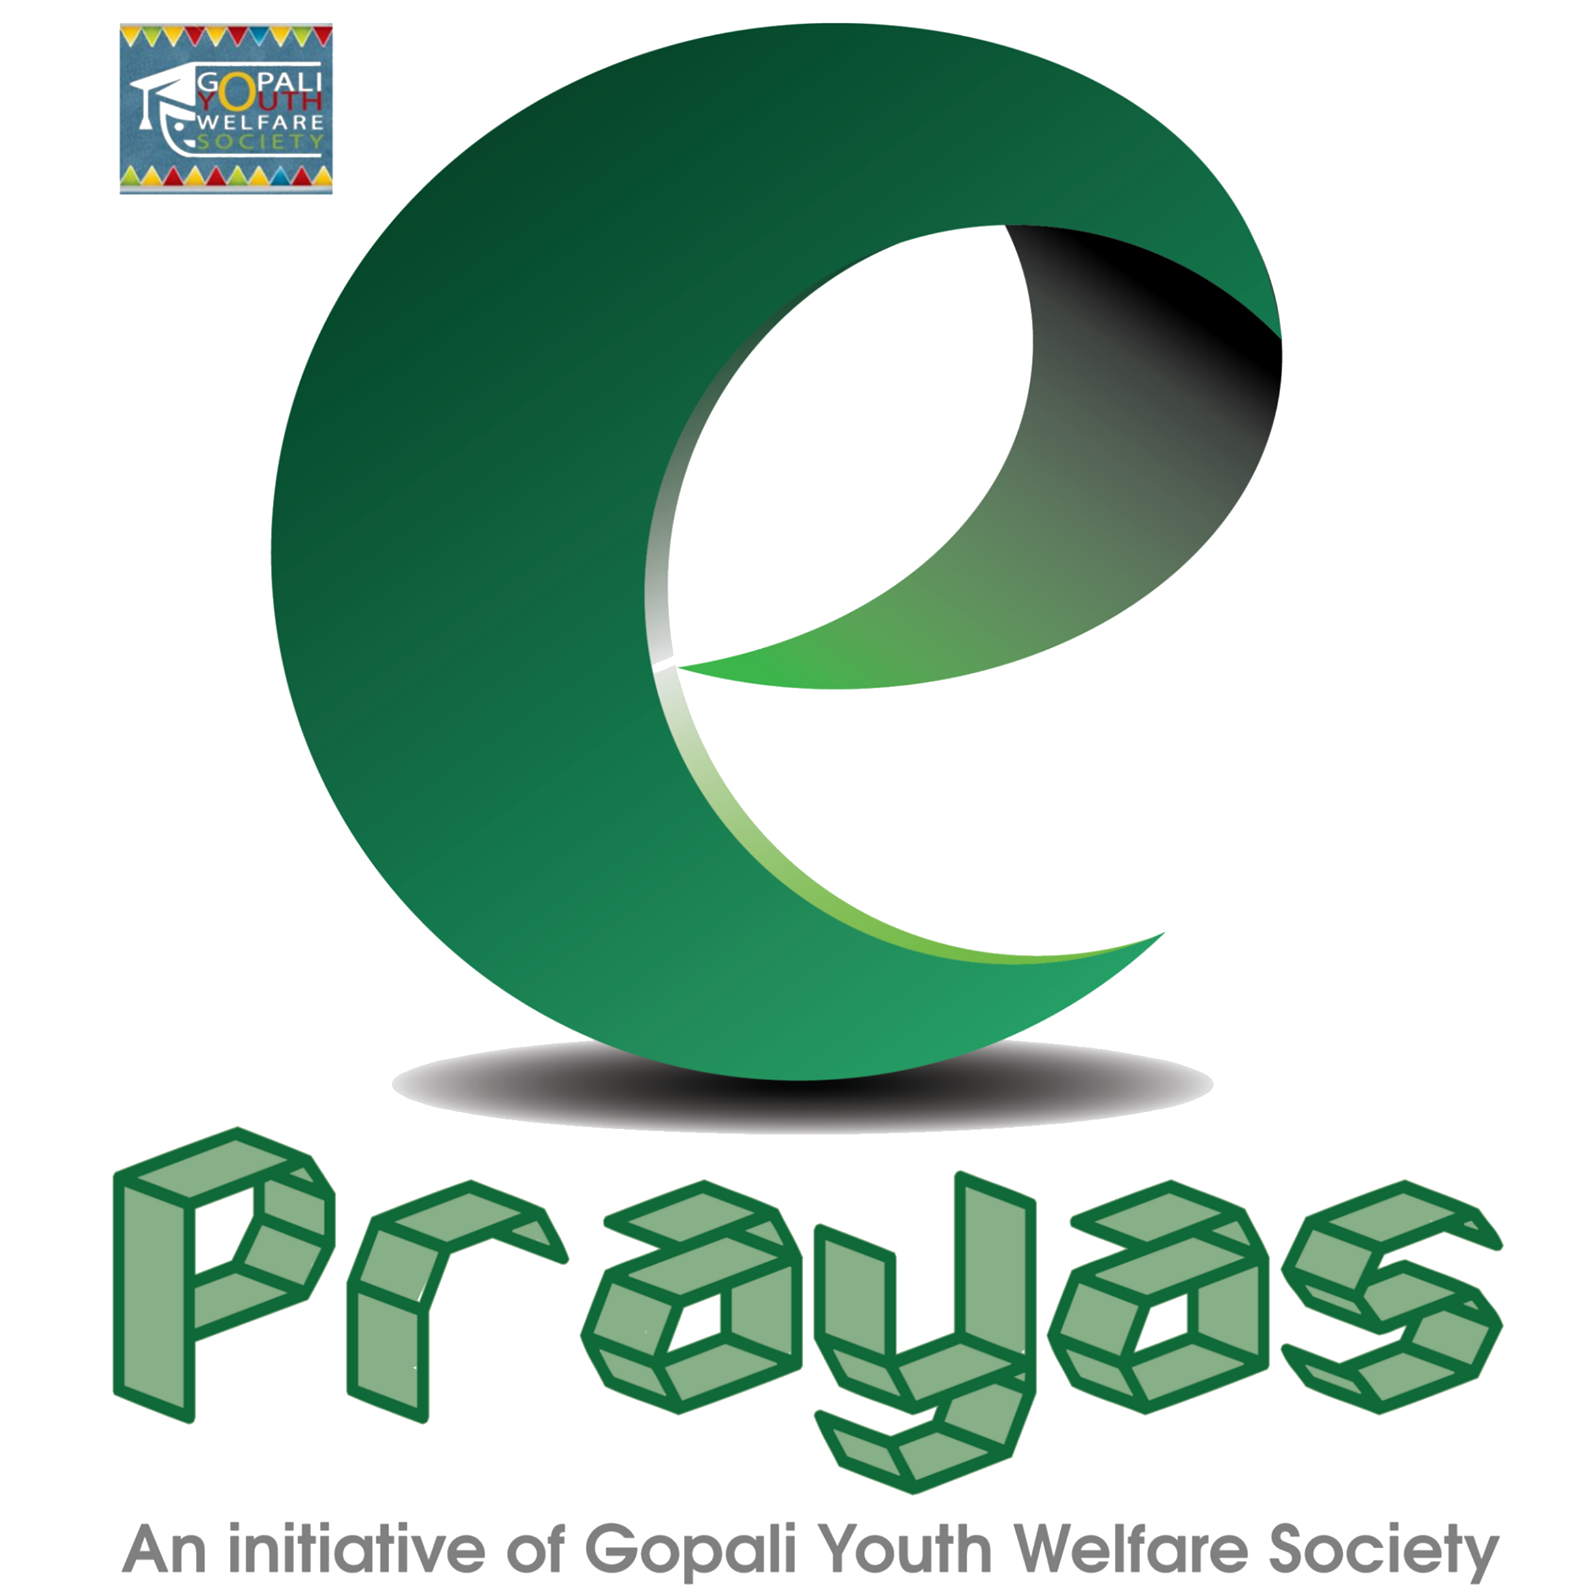 GOPALI
YOUTH
WELFARE
SOCIETY
e
Prayas
An initiative of Gopali Youth Welfare Society